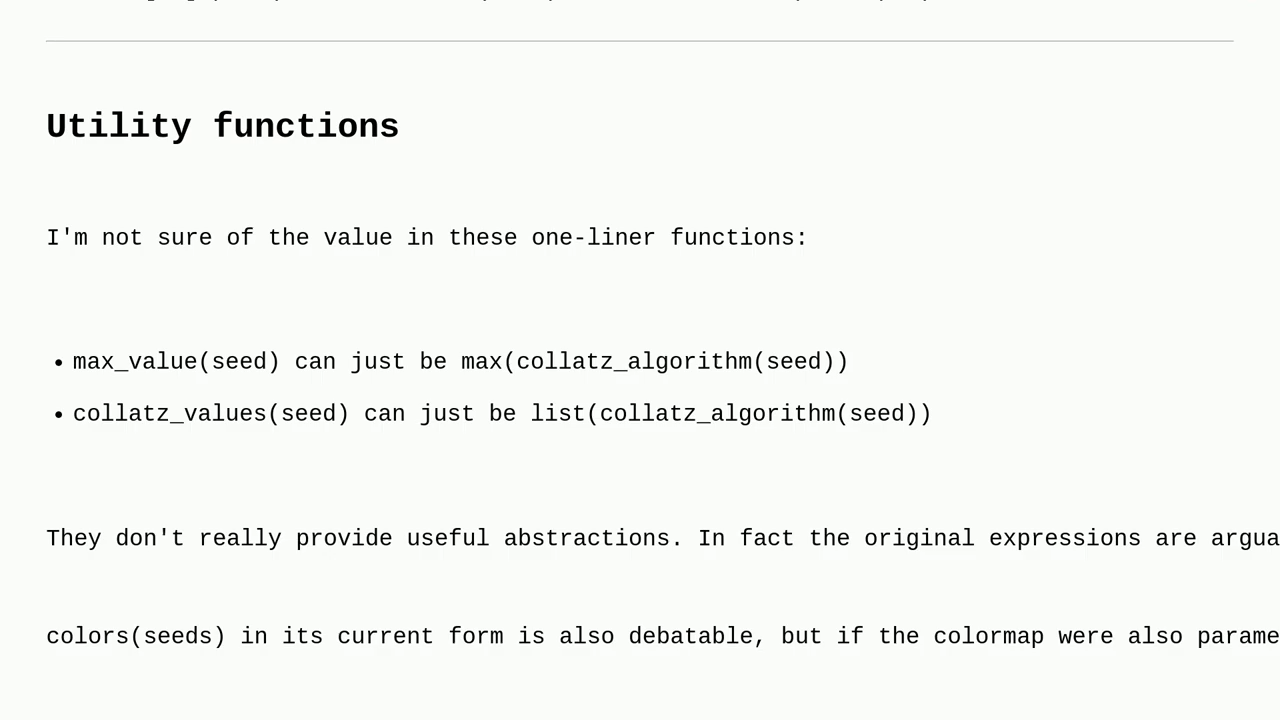 Utility functions
I'm not sure of the value in these one-liner functions:
• max_value(seed) can just be max(collatz_algorithm(seed))
• collatz_values(seed) can just be list(collatz_algorithm(seed))
They don't really provide useful abstractions. In fact the original expressions are argua
colors(seeds) in its current form is also debatable, but if the colormap were also parame